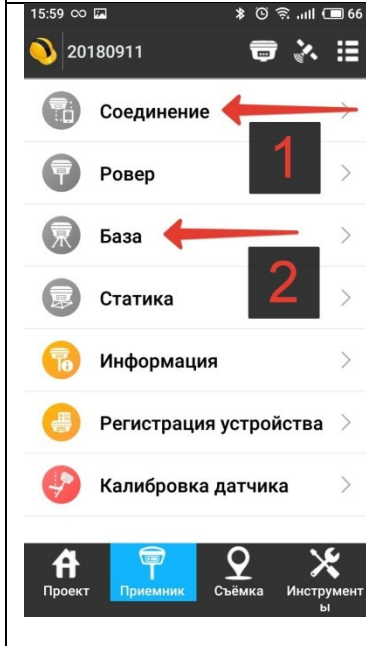 15:59 66
20180911
Соединение
1
Ровер
База
2
Статика
Информация
Регистрация устройства
Калибровка датчика
Проект Приемник Съёмка Инструмент
ы